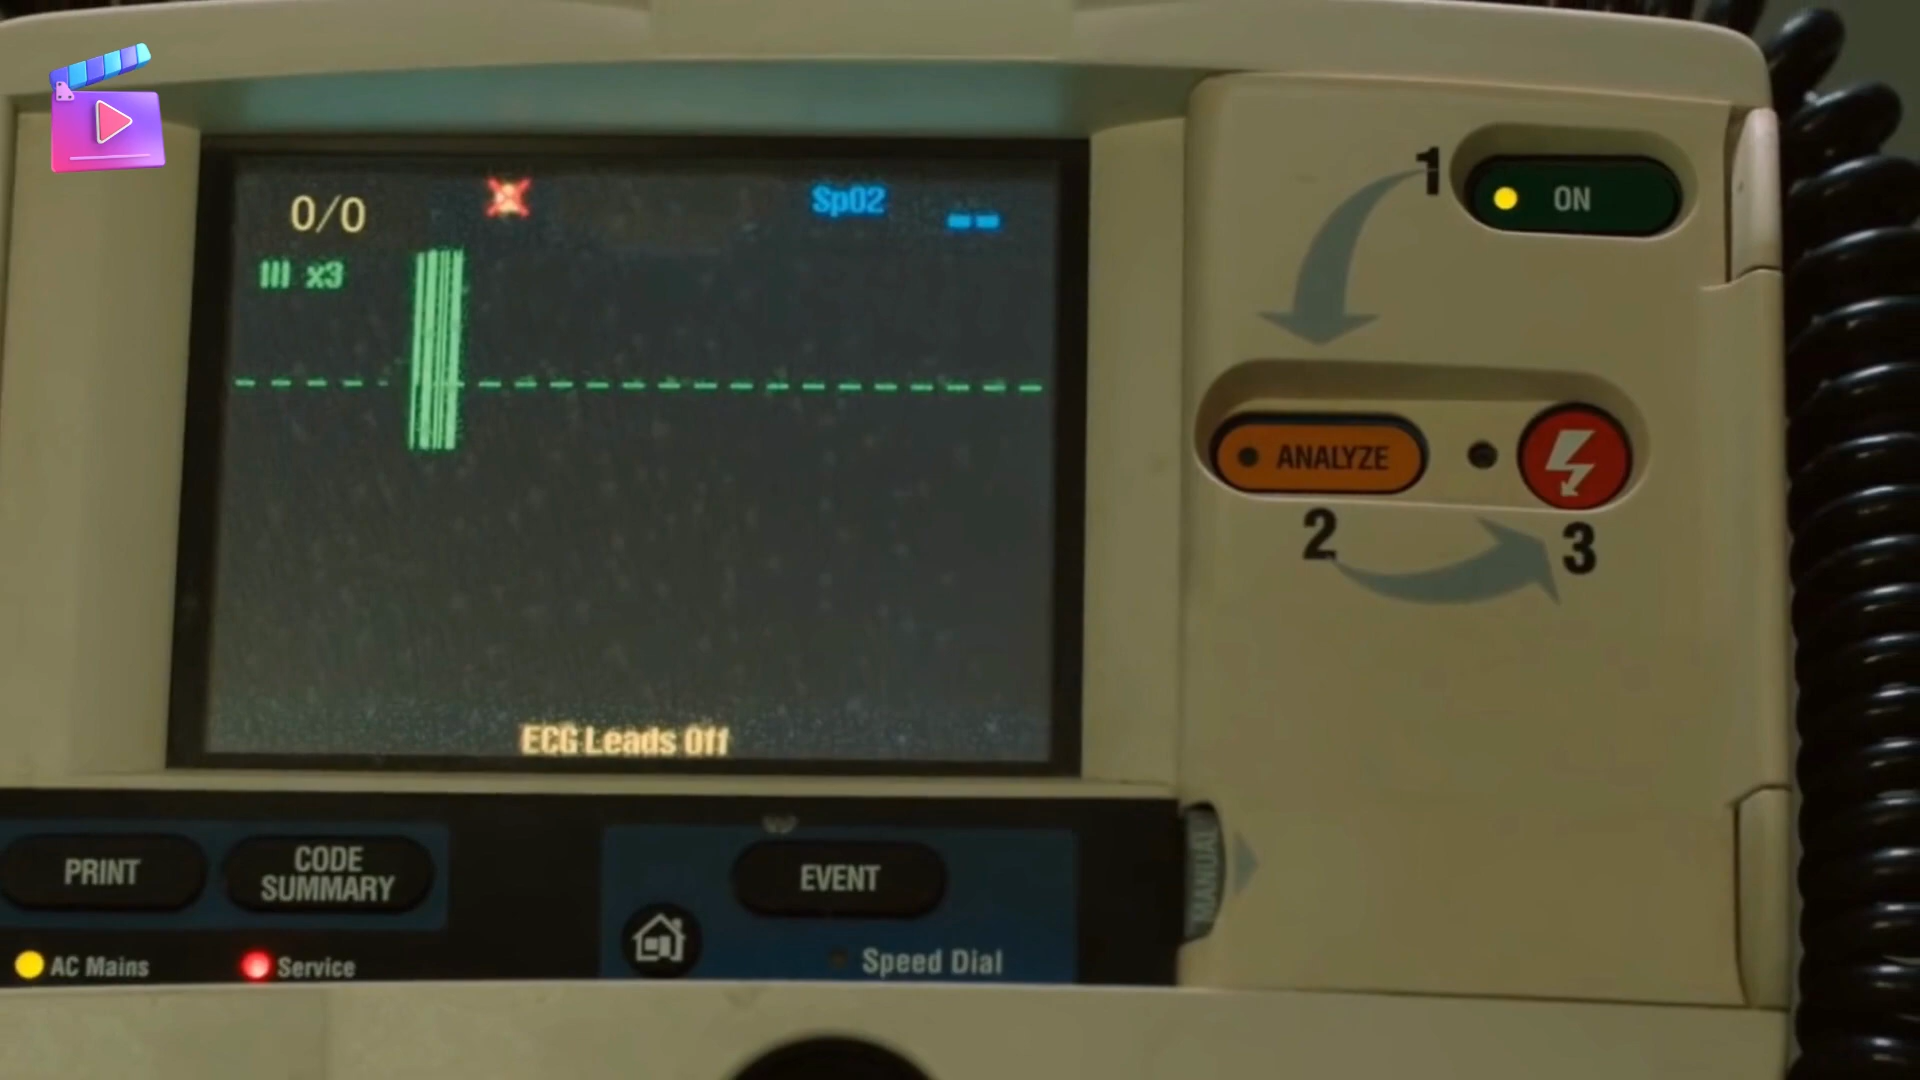 0/0
Sp02
--
III x3
ECG Leads Off
1
ON
ANALYZE
2
3
MANUAL
PRINT
CODE
SUMMARY
EVENT
AC Mains
Service
Speed Dial